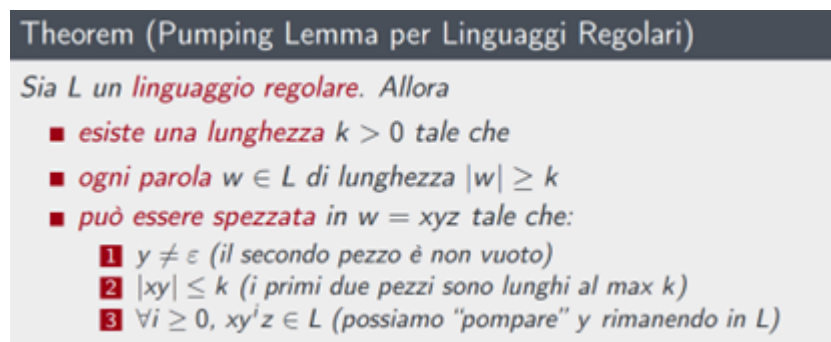 Theorem (Pumping Lemma per Linguaggi Regolari)
Sia L un linguaggio regolare. Allora
■ esiste una lunghezza k > 0 tale che
■ ogni parola w ∈ L di lunghezza |w| ≥ k
■ può essere spezzata in w = xyz tale che:
1 y ≠ ε (il secondo pezzo è non vuoto)
2 |xy| ≤ k (i primi due pezzi sono lunghi al max k)
3 ∀i ≥ 0, xyⁱz ∈ L (possiamo “pompare” y rimanendo in L)